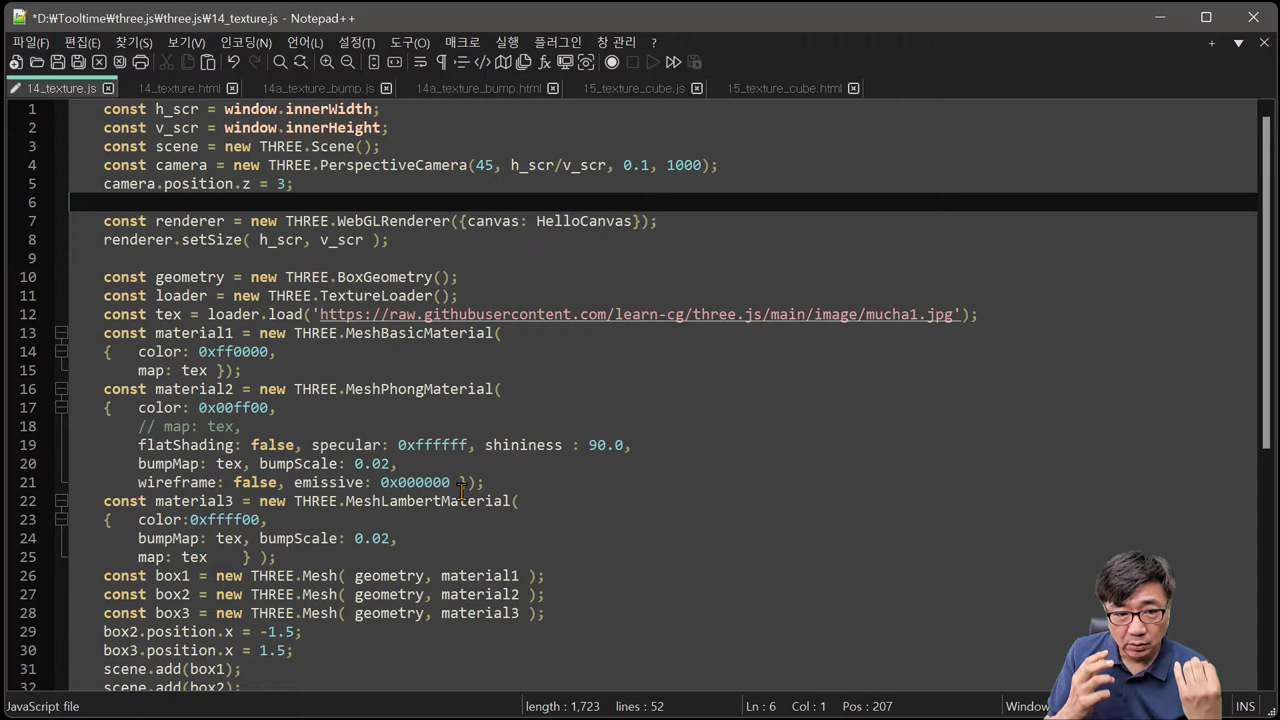 *D:₩Tooltime₩three.js₩three.js₩14_texture.js - Notepad++
파일(F) 편집(E) 찾기(S) 보기(V) 인코딩(N) 언어(L) 설정(T) 도구(O) 매크로 실행 플러그인 창 관리 ?
14_texture.js 14_texture.html 14a_texture_bump.js 14a_texture_bump.html 15_texture_cube.js 15_texture_cube.html
1 const h_scr = window.innerWidth;
2 const v_scr = window.innerHeight;
3 const scene = new THREE.Scene();
4 const camera = new THREE.PerspectiveCamera(45, h_scr/v_scr, 0.1, 1000);
5 camera.position.z = 3;
6
7 const renderer = new THREE.WebGLRenderer({canvas: HelloCanvas});
8 renderer.setSize( h_scr, v_scr );
9
10 const geometry = new THREE.BoxGeometry();
11 const loader = new THREE.TextureLoader();
12 const tex = loader.load('https://raw.githubusercontent.com/learn-cg/three.js/main/image/mucha1.jpg');
13 const material1 = new THREE.MeshBasicMaterial(
14 { color: 0xff0000,
15 map: tex });
16 const material2 = new THREE.MeshPhongMaterial(
17 { color: 0x00ff00,
18 // map: tex,
19 flatShading: false, specular: 0xffffff, shininess : 90.0,
20 bumpMap: tex, bumpScale: 0.02,
21 wireframe: false, emissive: 0x000000 });
22 const material3 = new THREE.MeshLambertMaterial(
23 { color:0xffff00,
24 bumpMap: tex, bumpScale: 0.02,
25 map: tex } );
26 const box1 = new THREE.Mesh( geometry, material1 );
27 const box2 = new THREE.Mesh( geometry, material2 );
28 const box3 = new THREE.Mesh( geometry, material3 );
29 box2.position.x = -1.5;
30 box3.position.x = 1.5;
31 scene.add(box1);
32 scene.add(box2);
JavaScript file length : 1,723 lines : 52 Ln : 6 Col : 1 Pos : 207 Window INS